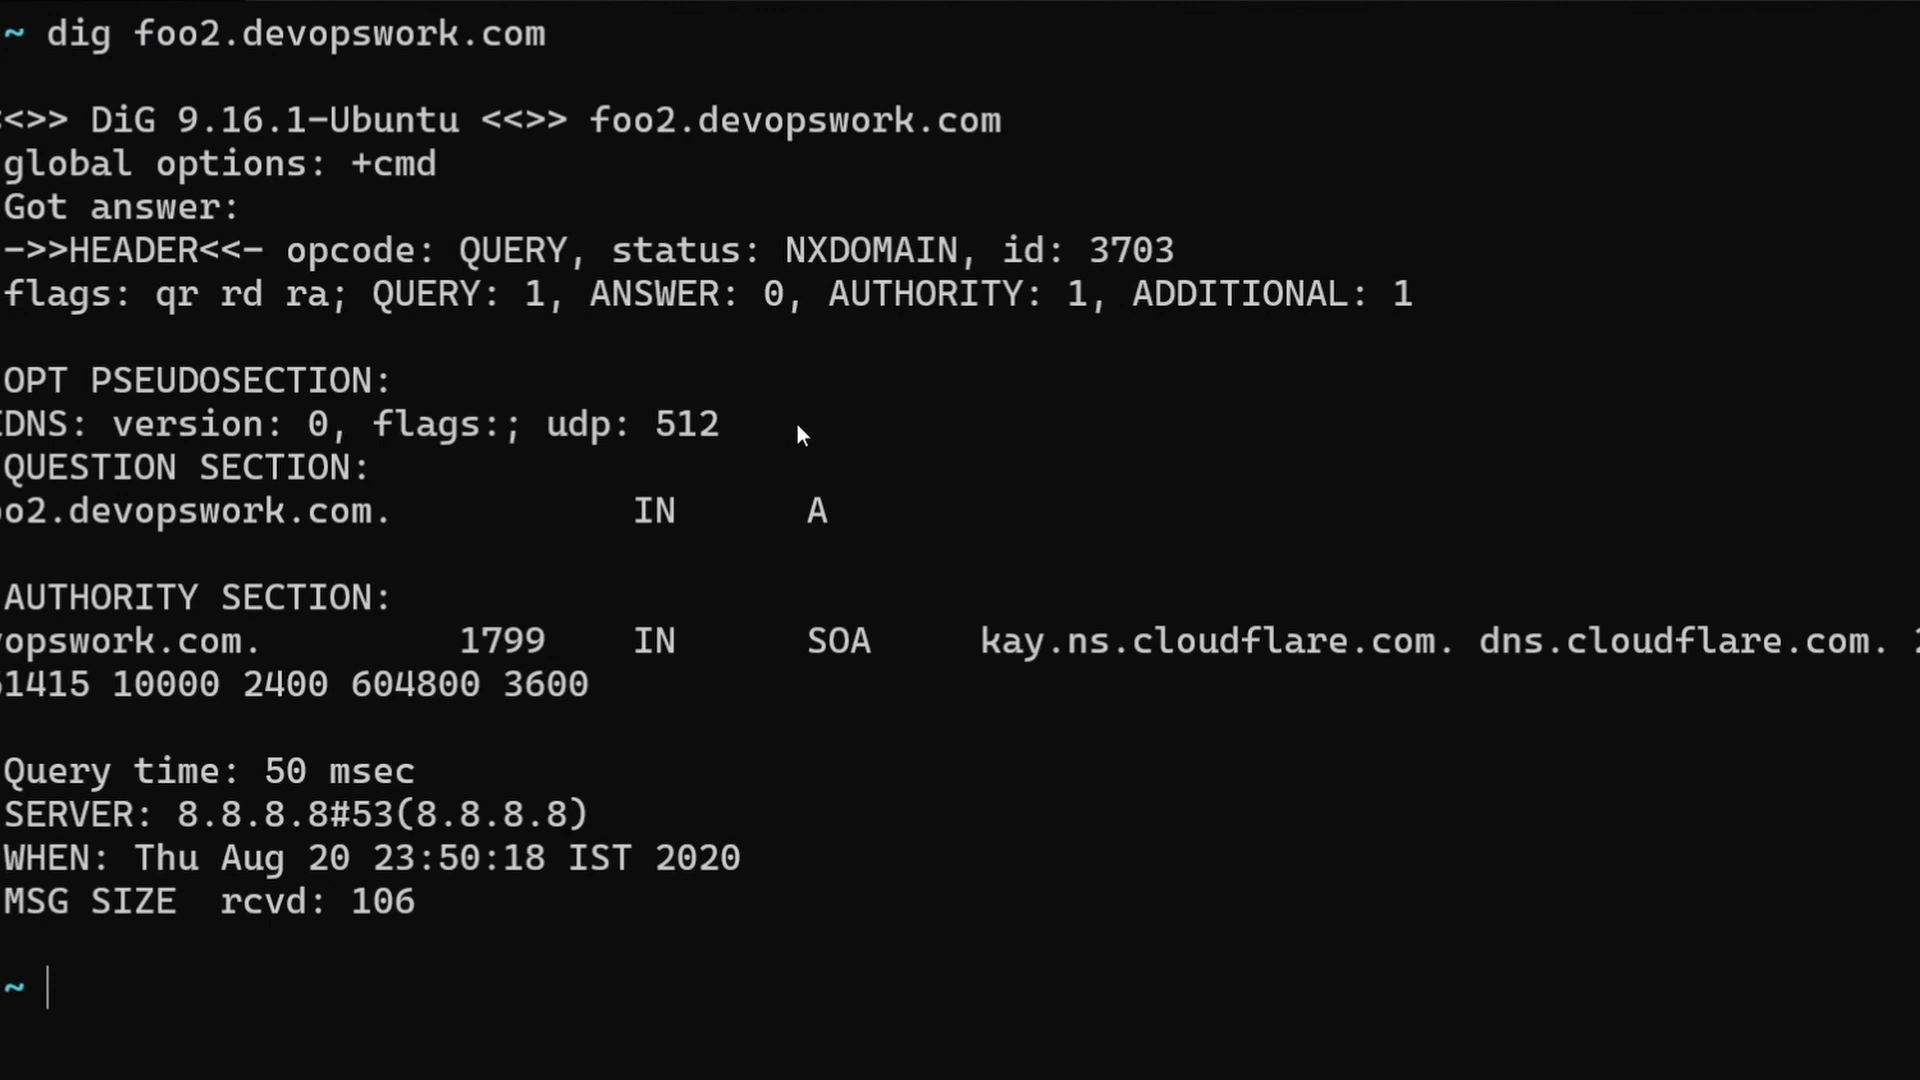 ~ dig foo2.devopswork.com
<>> DiG 9.16.1-Ubuntu <<>> foo2.devopswork.com
global options: +cmd
Got answer:
->>HEADER<<- opcode: QUERY, status: NXDOMAIN, id: 3703
flags: qr rd ra; QUERY: 1, ANSWER: 0, AUTHORITY: 1, ADDITIONAL: 1
OPT PSEUDOSECTION:
DNS: version: 0, flags:; udp: 512
QUESTION SECTION:
oo2.devopswork.com. IN A
AUTHORITY SECTION:
vopswork.com. 1799 IN SOA kay.ns.cloudflare.com. dns.cloudflare.com. 2
1415 10000 2400 604800 3600
Query time: 50 msec
SERVER: 8.8.8.8#53(8.8.8.8)
WHEN: Thu Aug 20 23:50:18 IST 2020
MSG SIZE rcvd: 106
~